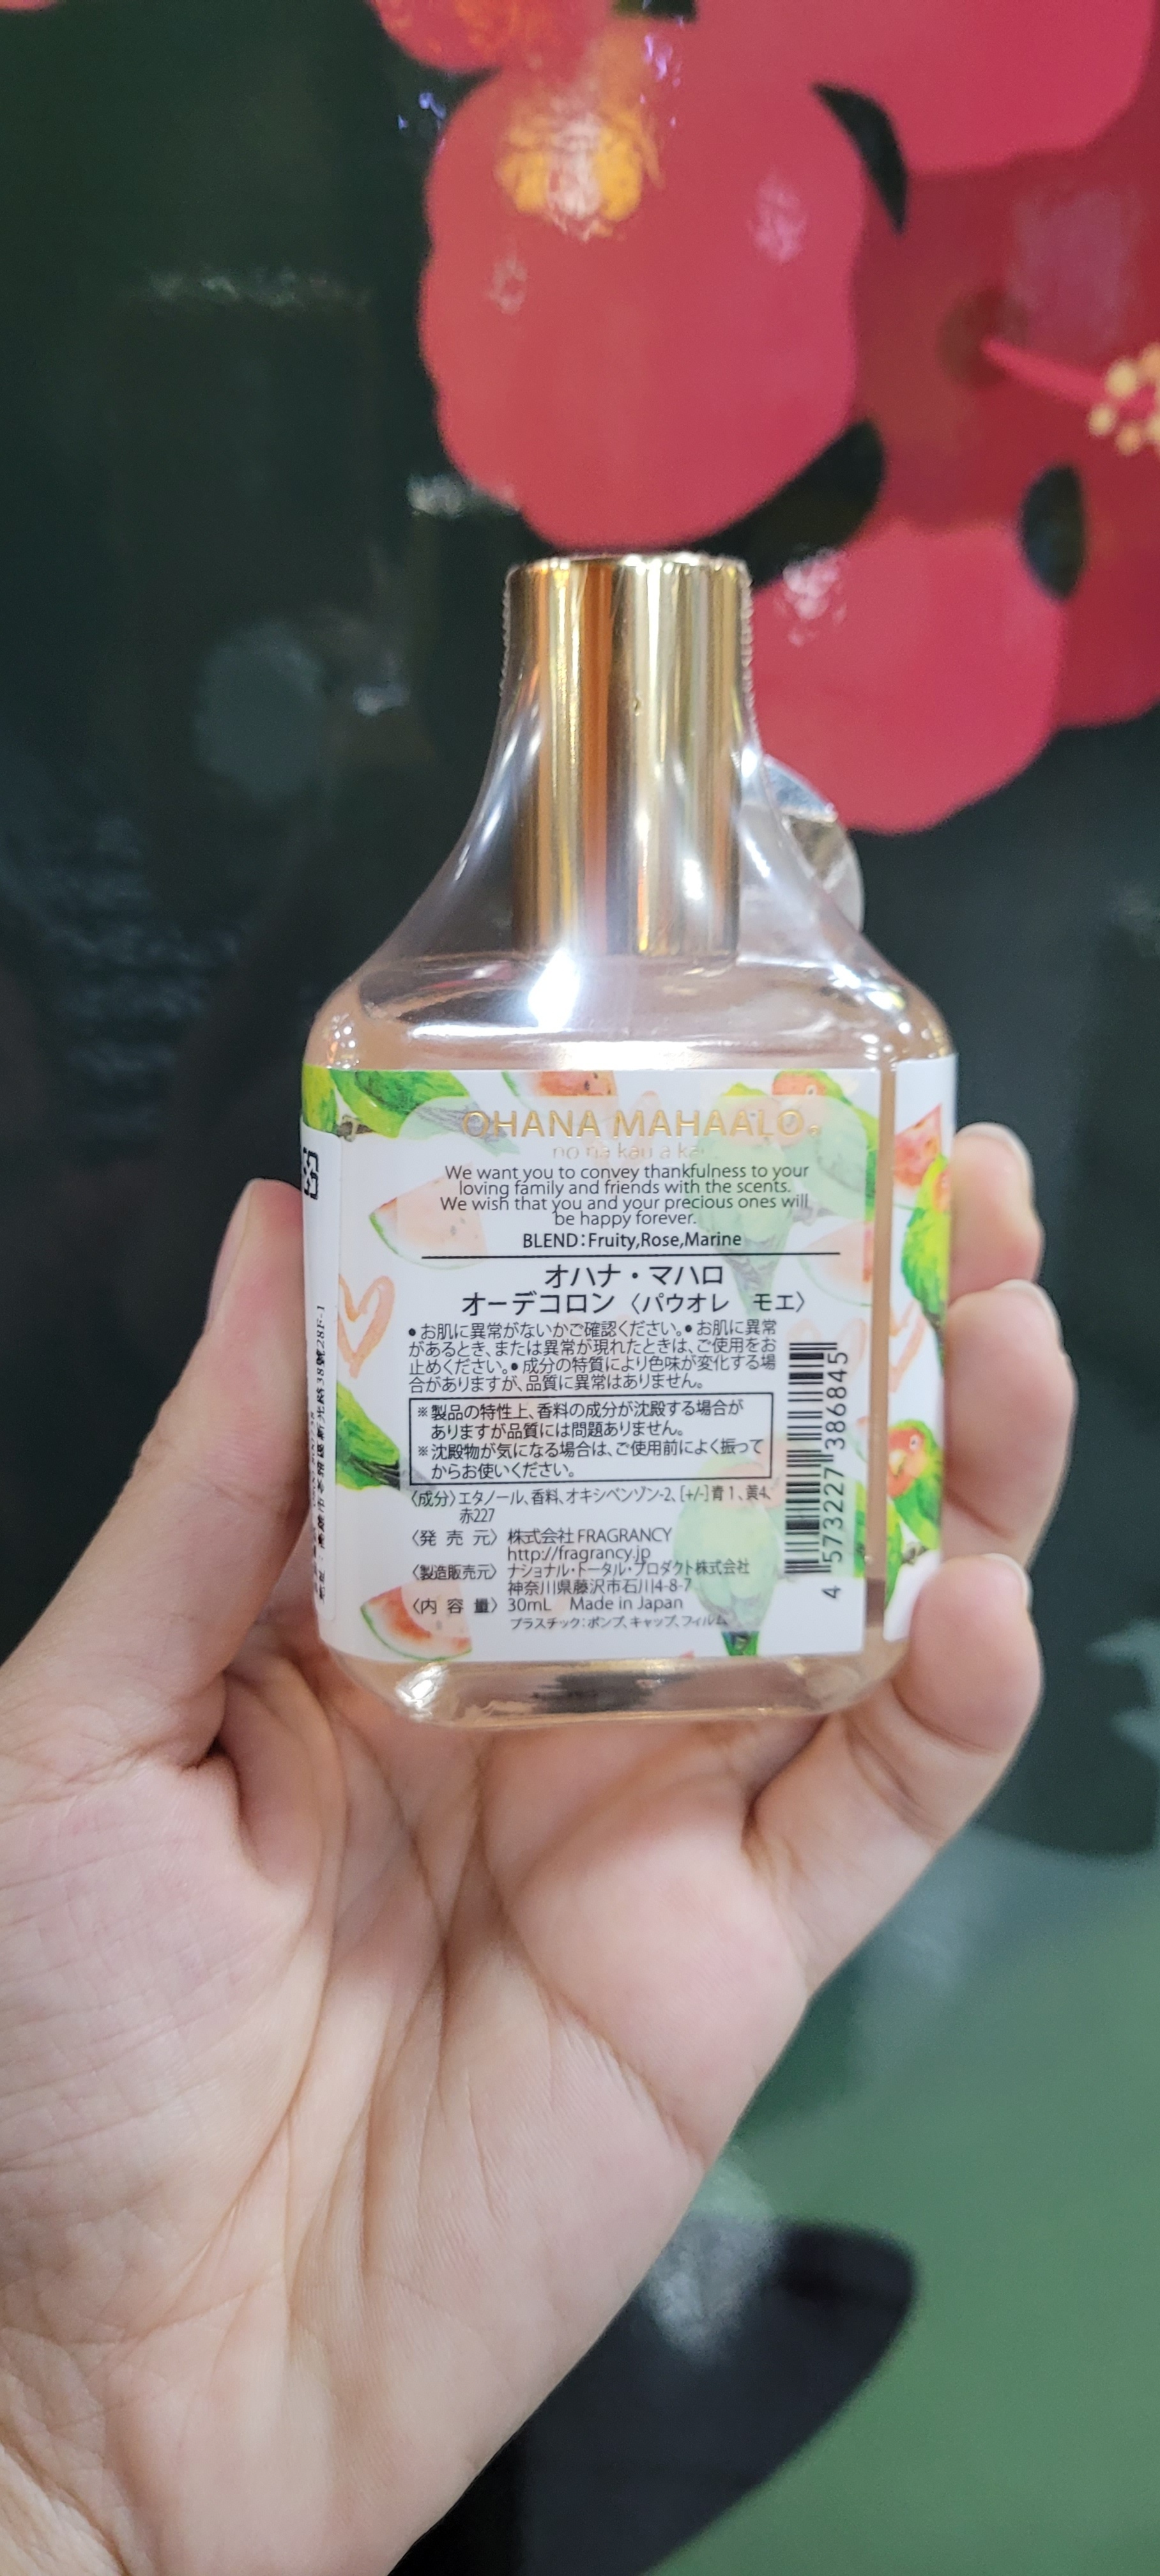 OHANA MAHAALO
no na kau a kau
We want you to convey thankfulness to your
loving family and friends with the scents.
We wish that you and your precious ones will
be happy forever.
BLEND:Fruity,Rose,Marine
オハナ・マハロ
オーデコロン〈パウオレ　モエ〉
●お肌に異常がないかご確認ください。●お肌に異常
があるとき、または異常が現れたときは、ご使用をお
止めください。●成分の特質により色味が変化する場
合がありますが、品質に異常はありません。
※製品の特性上、香料の成分が沈殿する場合が
ありますが品質には問題ありません。
※沈殿物が気になる場合は、ご使用前によく振って
からお使いください。
〈成分〉エタノール、香料、オキシベンゾン-2、[+/-]青1、黄4、
赤227
〈発売元〉株式会社 FRAGRANCY
http://fragrancy.jp
〈製造販売元〉ナショナル・トータル・プロダクト株式会社
神奈川県藤沢市石川4-8-7
〈内容量〉30mL　Made in Japan
プラスチック：ポンプ、キャップ、フィルム
4 573227 386845